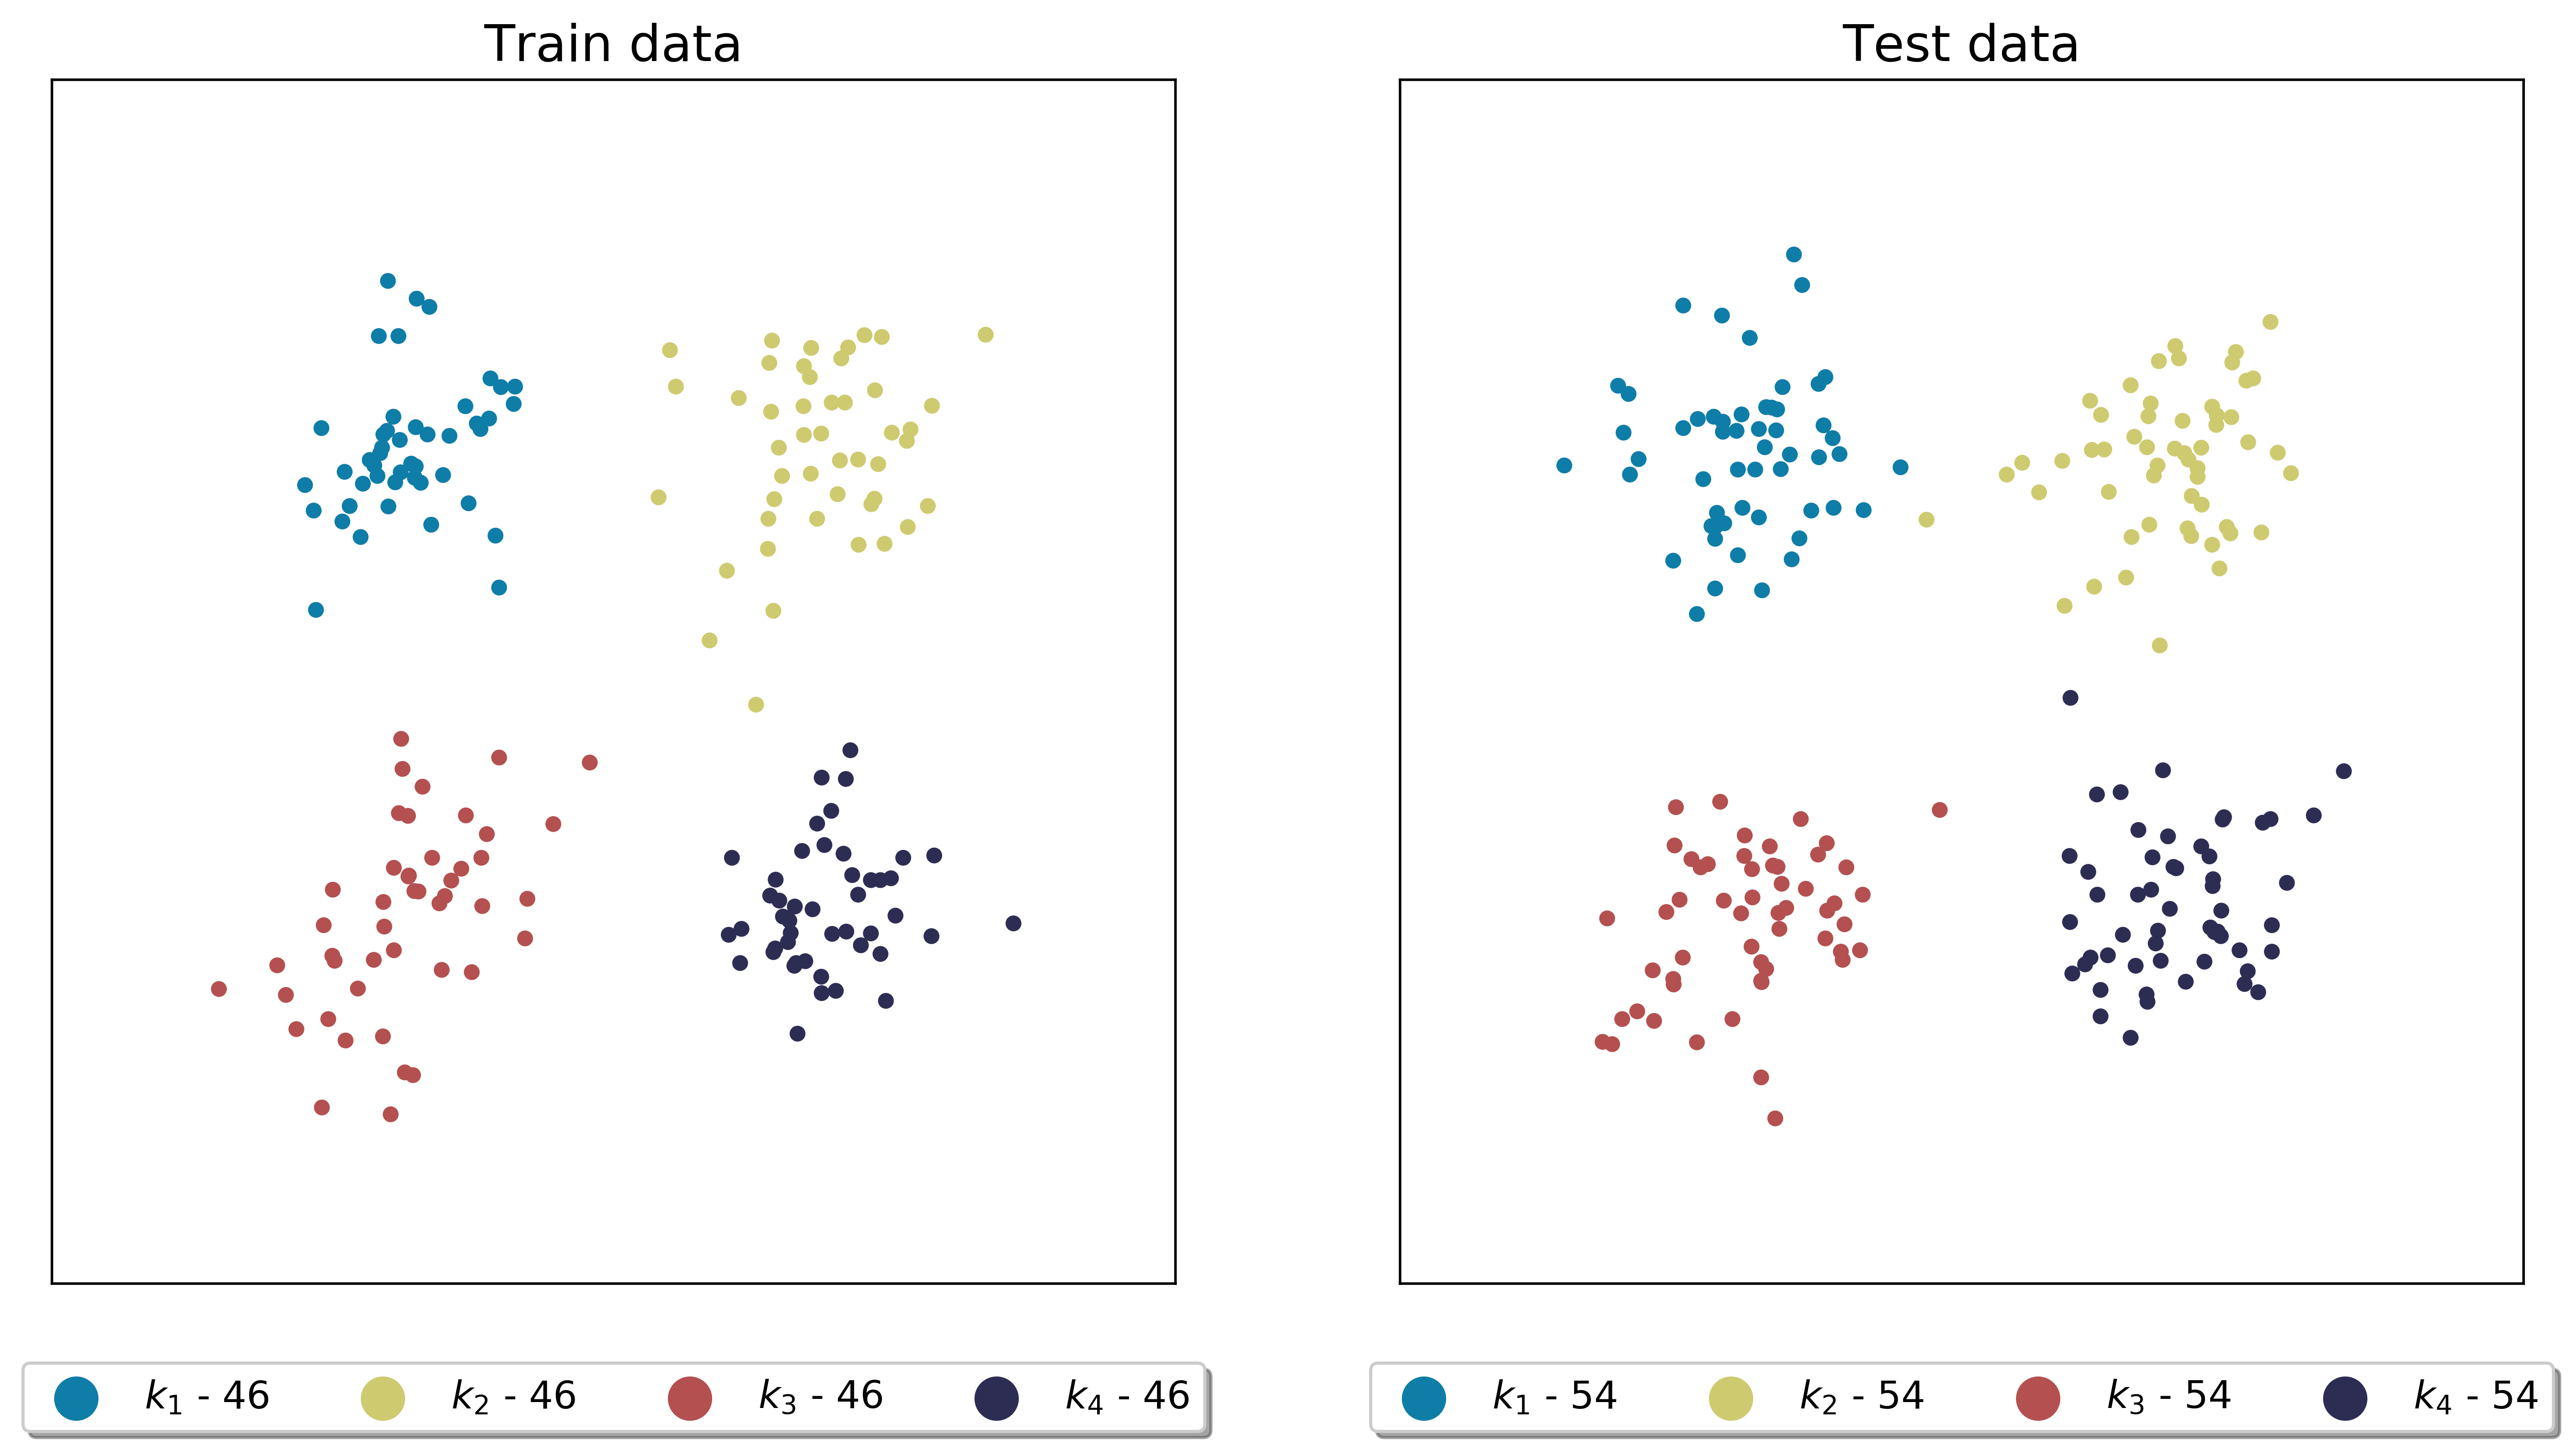 Train data
Test data
k₁ - 46 k₂ - 46 k₃ - 46 k₄ - 46
k₁ - 54 k₂ - 54 k₃ - 54 k₄ - 54